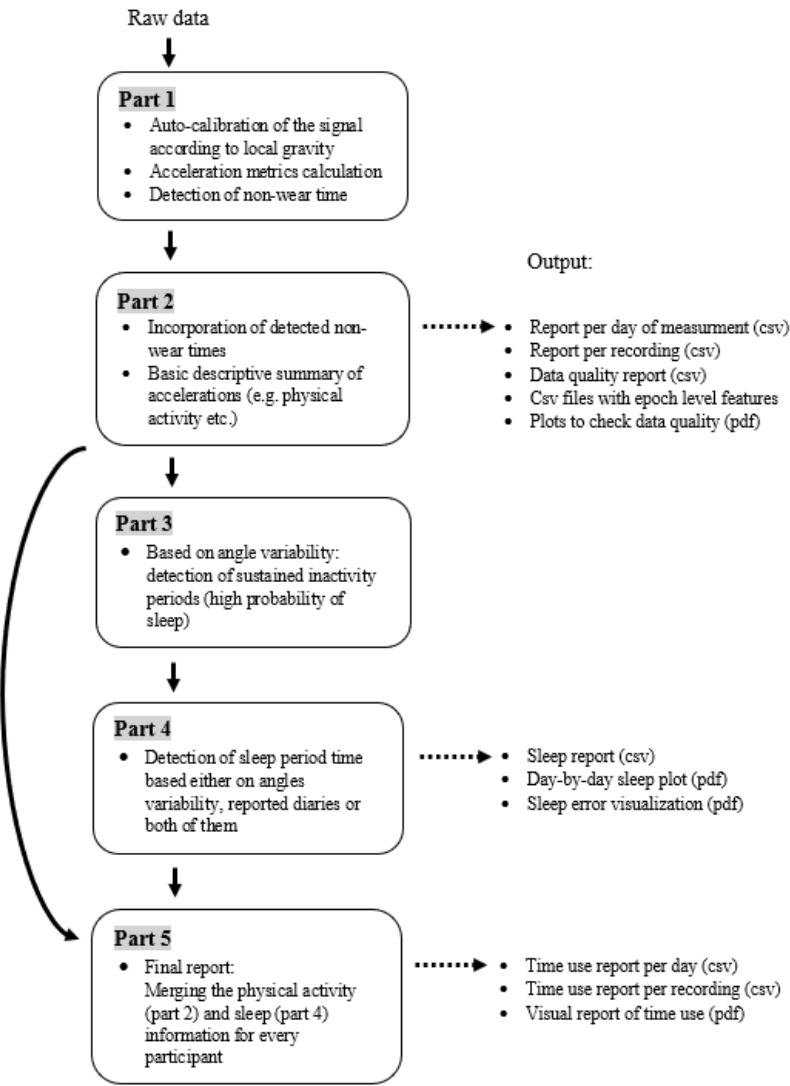 Raw data
Part 1
• Auto-calibration of the signal
according to local gravity
• Acceleration metrics calculation
• Detection of non-wear time
Part 2
• Incorporation of detected non-
wear times
• Basic descriptive summary of
accelerations (e.g. physical
activity etc.)
Output:
• Report per day of measurment (csv)
• Report per recording (csv)
• Data quality report (csv)
• Csv files with epoch level features
• Plots to check data quality (pdf)
Part 3
• Based on angle variability:
detection of sustained inactivity
periods (high probability of
sleep)
Part 4
• Detection of sleep period time
based either on angles
variability, reported diaries or
both of them
• Sleep report (csv)
• Day-by-day sleep plot (pdf)
• Sleep error visualization (pdf)
Part 5
• Final report:
Merging the physical activity
(part 2) and sleep (part 4)
information for every
participant
• Time use report per day (csv)
• Time use report per recording (csv)
• Visual report of time use (pdf)